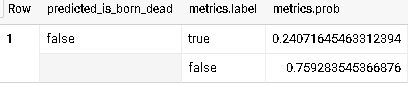 Row predicted_is_born_dead metrics.label metrics.prob
1 false true 0.24071645463312394
false 0.759283545366876